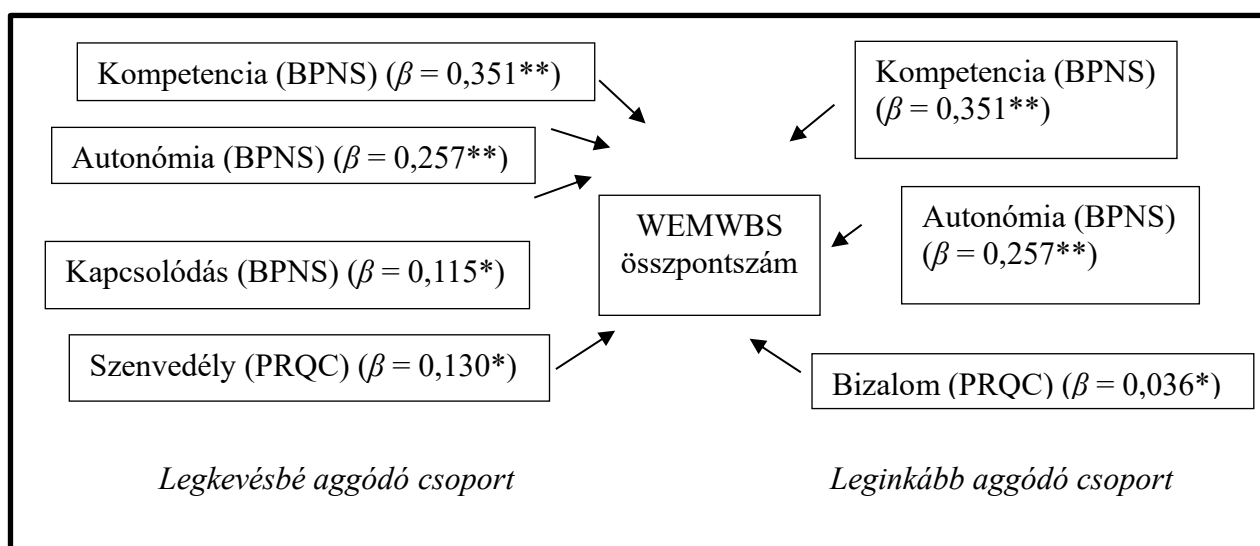 Kompetencia (BPNS) (β = 0,351**)
Autonómia (BPNS) (β = 0,257**)
Kapcsolódás (BPNS) (β = 0,115*)
Szenvedély (PRQC) (β = 0,130*)
WEMWBS
összpontszám
Kompetencia (BPNS)
(β = 0,351**)
Autonómia (BPNS)
(β = 0,257**)
Bizalom (PRQC) (β = 0,036*)
Legkevésbé aggódó csoport
Leginkább aggódó csoport